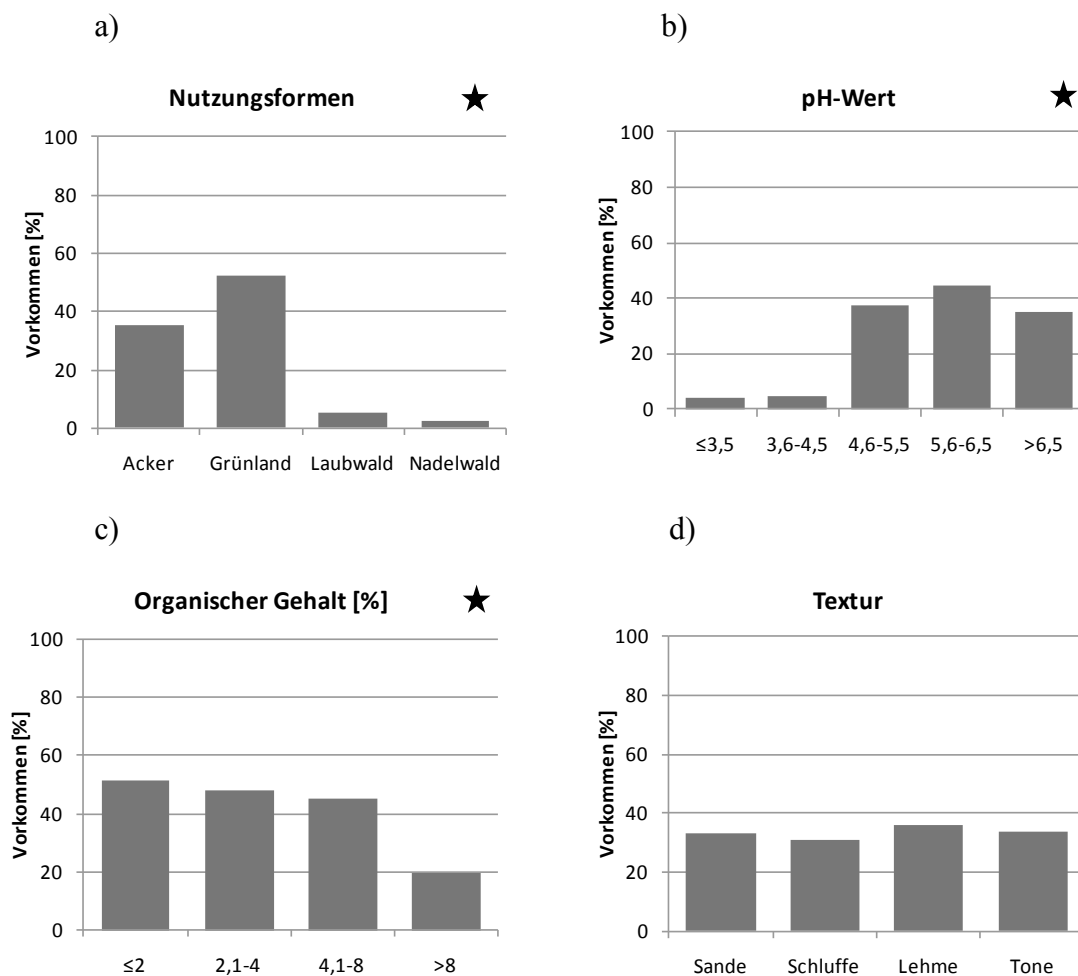 a)
Nutzungsformen
Vorkommen [%]
100
80
60
40
20
0
Acker Grünland Laubwald Nadelwald
b)
pH-Wert
Vorkommen [%]
100
80
60
40
20
0
≤3,5 3,6-4,5 4,6-5,5 5,6-6,5 >6,5
c)
Organischer Gehalt [%]
Vorkommen [%]
100
80
60
40
20
0
≤2 2,1-4 4,1-8 >8
d)
Textur
Vorkommen [%]
100
80
60
40
20
0
Sande Schluffe Lehme Tone